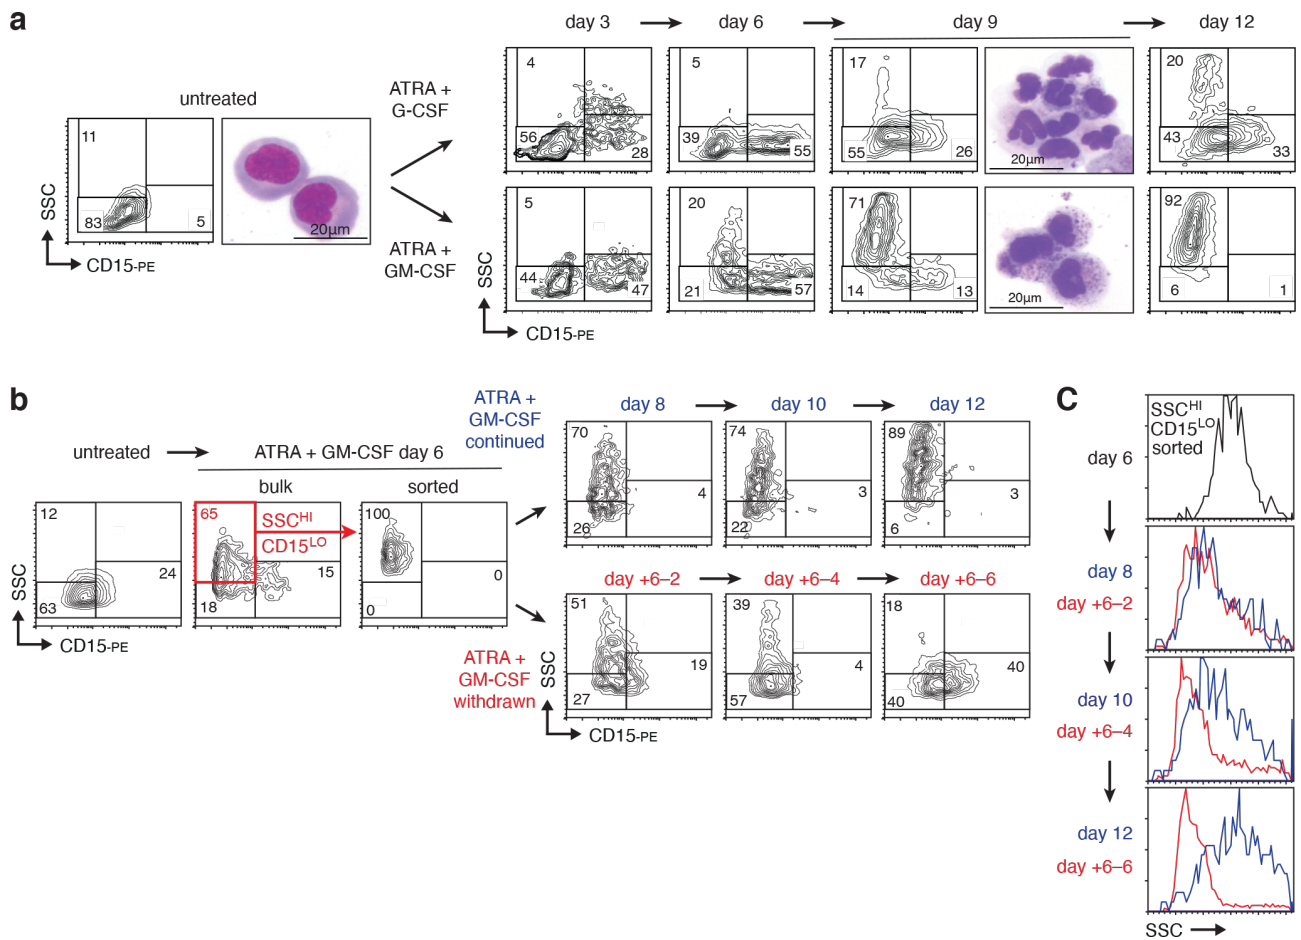 a
day 3
day 6
day 9
day 12
untreated
ATRA +
G-CSF
ATRA +
GM-CSF
11
83
5
SSC
CD15-PE
20µm
4
56
28
5
39
55
17
55
26
20µm
20
43
33
5
44
47
20
21
57
71
14
13
20µm
92
6
1
SSC
CD15-PE
b
untreated
ATRA + GM-CSF day 6
bulk
sorted
ATRA +
GM-CSF
continued
day 8
day 10
day 12
12
24
63
65
SSCHI
CD15LO
15
18
100
0
0
SSC
CD15-PE
70
4
26
74
3
22
89
3
6
day +6–2
day +6–4
day +6–6
ATRA +
GM-CSF
withdrawn
51
19
27
39
4
57
18
40
40
SSC
CD15-PE
C
SSCHI
CD15LO
sorted
day 6
day 8
day +6–2
day 10
day +6–4
day 12
day +6–6
SSC